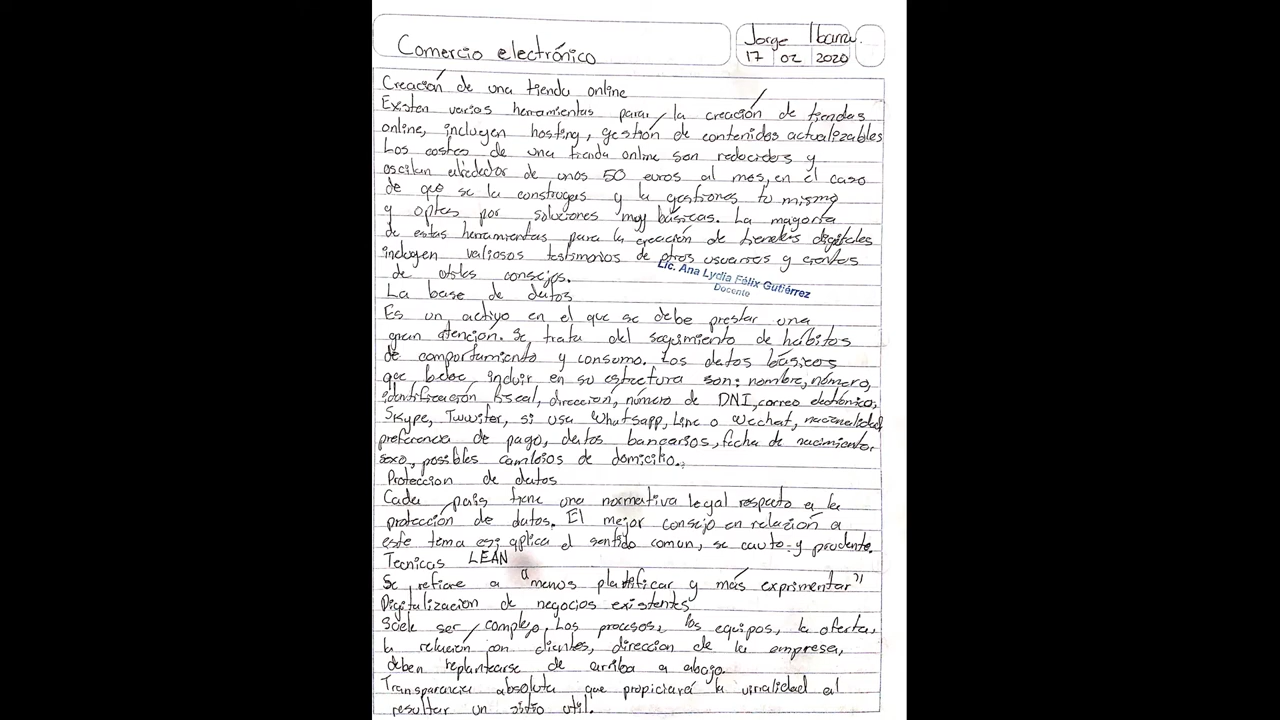 Comercio electrónico
Jorge Ibarra.
17 02 2020
Creación de una tienda online
Existen varias herramientas para la creación de tiendas
online, incluyen hosting, gestión de contenidos actualizables
Los costes de una tienda online son reducidos y
oscilan alrededor de unos 50 euros al mes, en el caso
de que se la construyas y la gestiones tu mismo
y optes por soluciones muy básicas. La mayoría
de estas herramientas para la creación de tiendas digitales
incluyen valiosos testimonios de otros usuarios y cientos
de útiles consejos.
Lic. Ana Lydia Félix Gutiérrez
Docente
La base de datos
Es un activo en el que se debe prestar una
gran atención. Se trata del seguimiento de hábitos
de comportamiento y consumo. Los datos básicos
que debe incluir en su estructura son: nombre, número,
identificación fiscal, dirección, número de DNI, correo electrónico,
Skype, Twwiter, si usa Whatsapp, Line o Wechat, nacionalidad
preferencia de pago, datos bancarios, fecha de nacimiento,
sexo, posibles cambios de domicilio.
Protección de datos
Cada país tiene una normativa legal respecto a la
protección de datos. El mejor consejo en relación a
este tema es; aplica el sentido comun, se cauto y prudente.
Tecnicas LEAN
Se refiere a "menos planificar y más exprimentar"
Digitalización de negocios existentes
Suele ser complejo, Los procesos, los equipos, la oferta,
la relación con clientes, direccion de la empresa,
deben replantearse de arriba a abajo.
Transparencia absoluta que propiciará la viralidad al
resultar un sitio util.